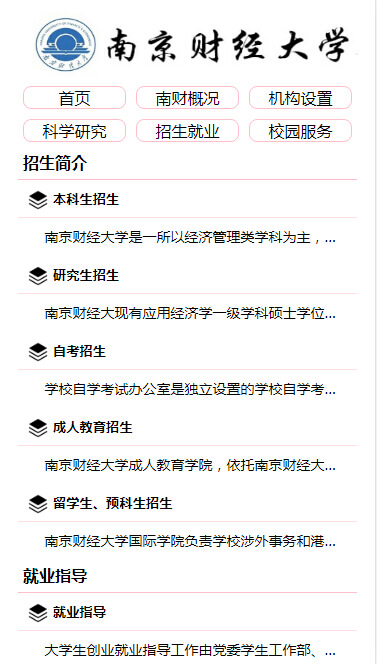 南京财经大学
首页 南财概况 机构设置
科学研究 招生就业 校园服务
招生简介
本科生招生
南京财经大学是一所以经济管理类学科为主，...
研究生招生
南京财经大现有应用经济学一级学科硕士学位...
自考招生
学校自学考试办公室是独立设置的学校自学考...
成人教育招生
南京财经大学成人教育学院，依托南京财经大...
留学生、预科生招生
南京财经大学国际学院负责学校涉外事务和港...
就业指导
就业指导
大学生创业就业指导工作由党委学生工作部、...